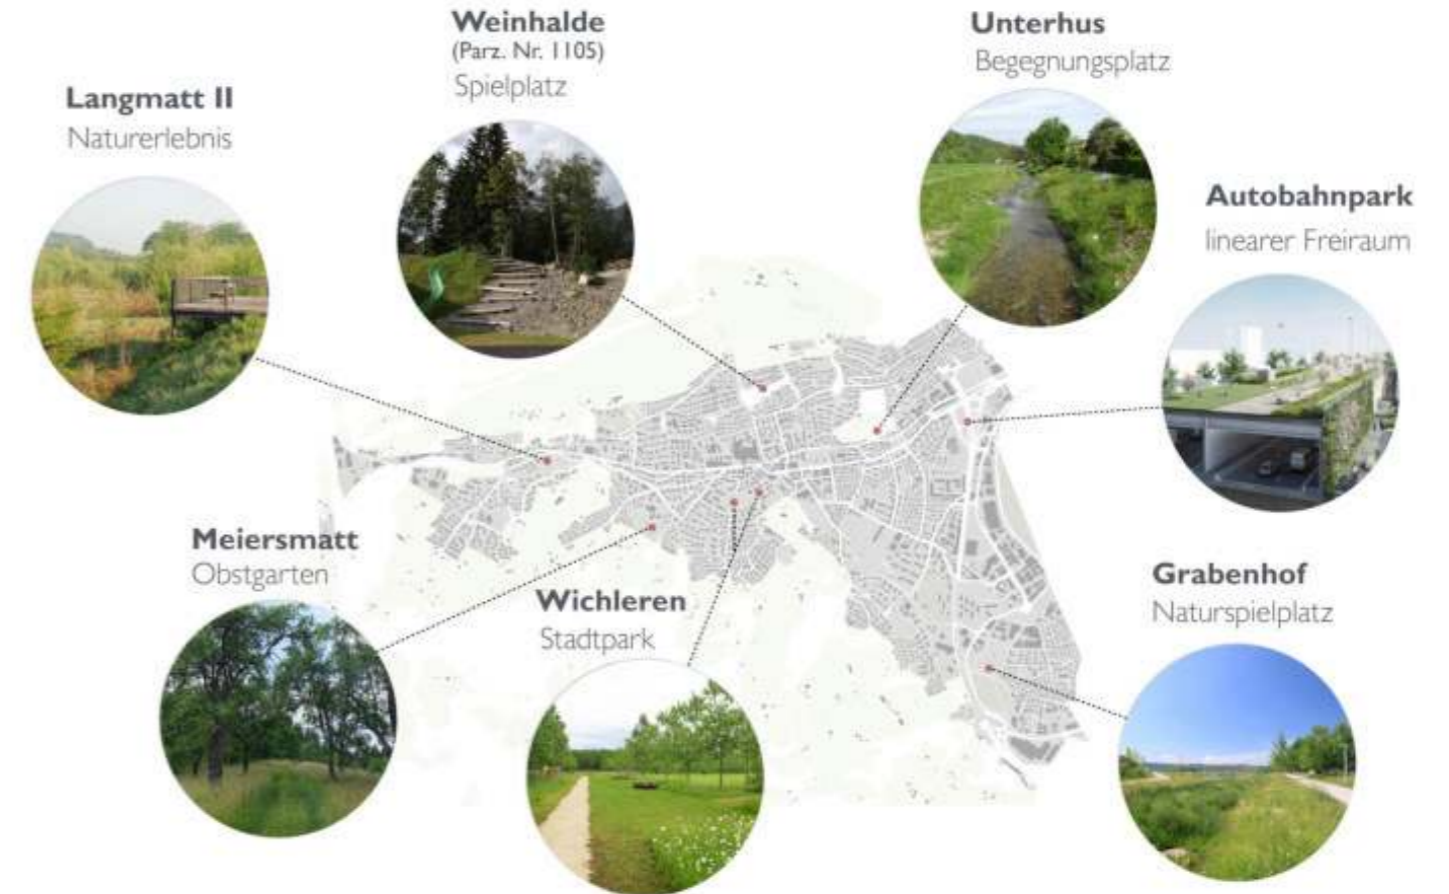 Weinhalde
(Parz. Nr. 1105)
Spielplatz
Unterhus
Begegnungsplatz
Langmatt II
Naturerlebnis
Autobahnpark
linearer Freiraum
Meiersmatt
Obstgarten
Wichleren
Stadtpark
Grabenhof
Naturspielplatz